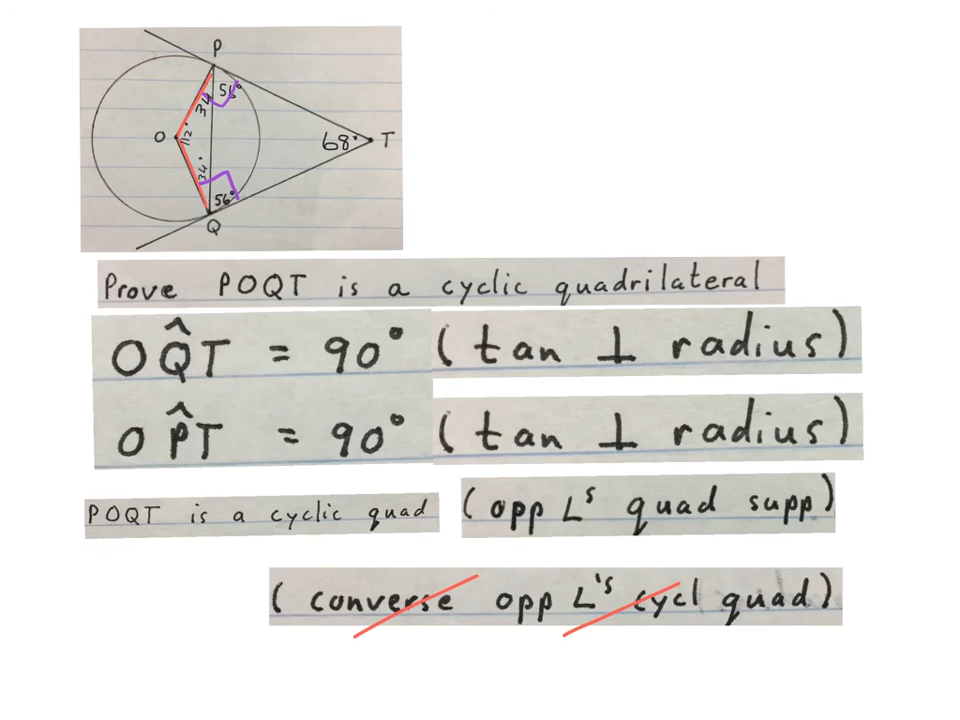 P
56°
34
O
112°
68°
T
34°
56°
Q
Prove POQT is a cyclic quadrilateral
OQ̂T = 90° (tan ⊥ radius)
OP̂T = 90° (tan ⊥ radius)
POQT is a cyclic quad (opp L's quad supp)
(converse opp L's cycl quad)